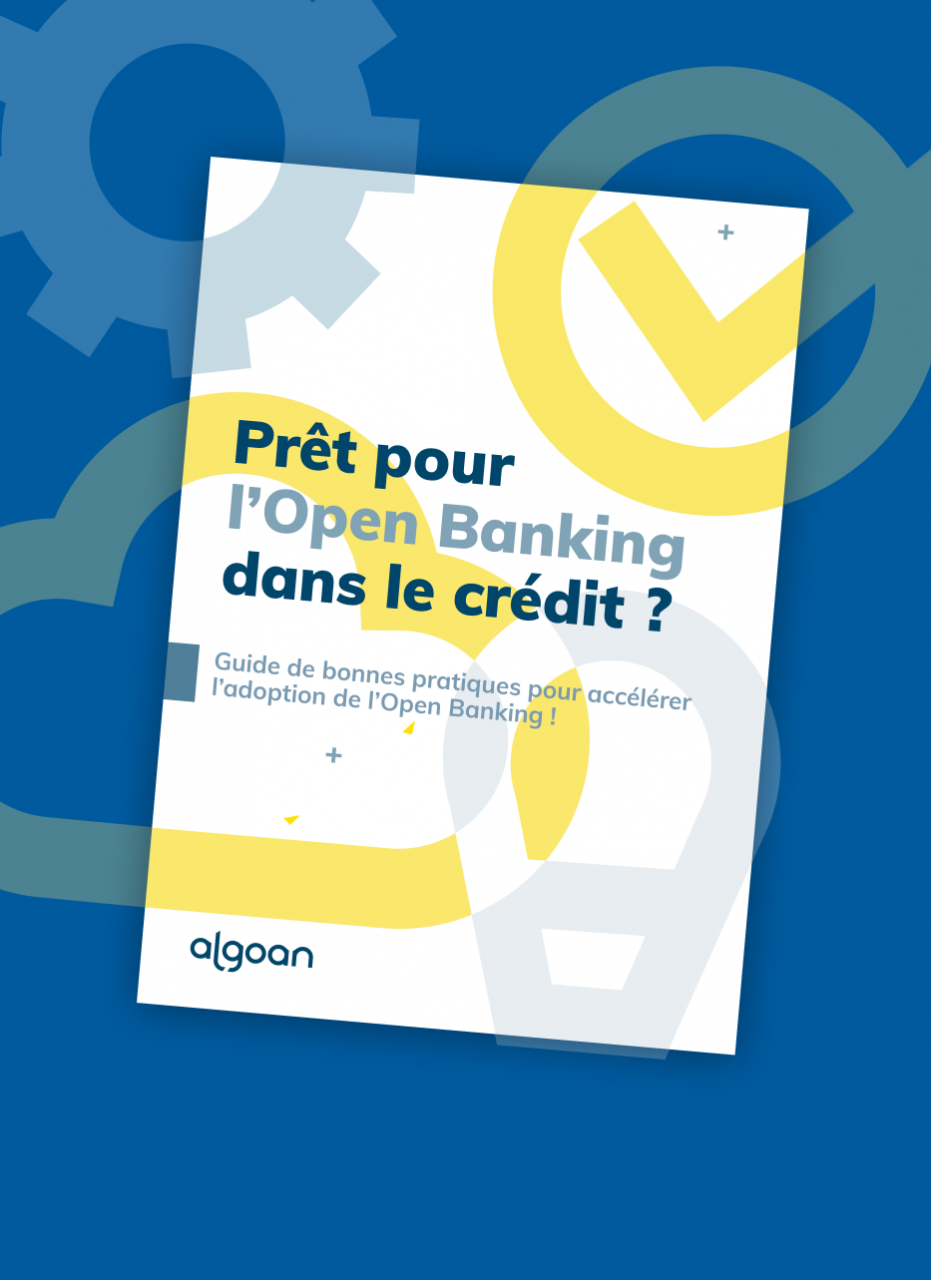 Prêt pour
l’Open Banking
dans le crédit ?
Guide de bonnes pratiques pour accélérer
l’adoption de l’Open Banking !
algoan